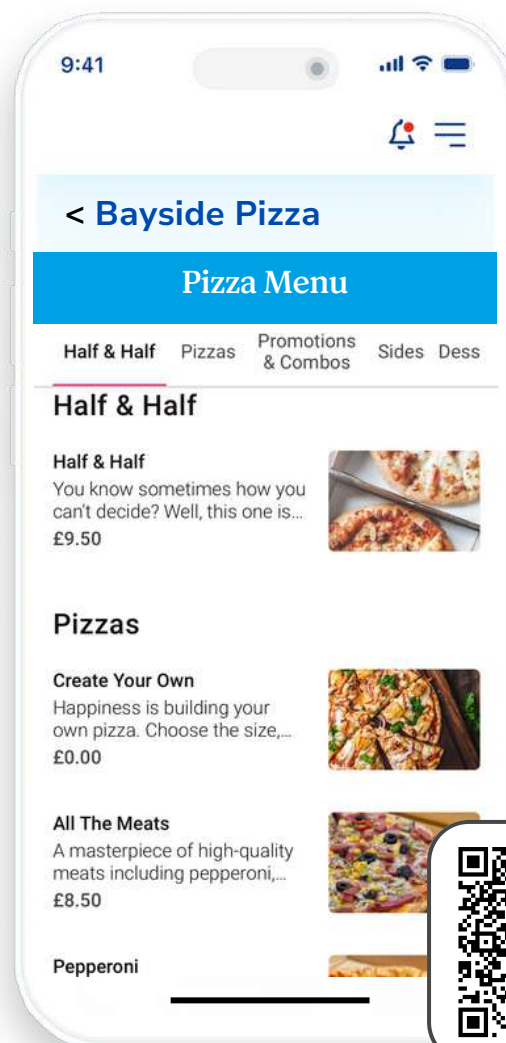 9:41
< Bayside Pizza
Pizza Menu
Half & Half Pizzas Promotions & Combos Sides Dess
Half & Half
Half & Half
You know sometimes how you
can't decide? Well, this one is...
£9.50
Pizzas
Create Your Own
Happiness is building your
own pizza. Choose the size,...
£0.00
All The Meats
A masterpiece of high-quality
meats including pepperoni,...
£8.50
Pepperoni